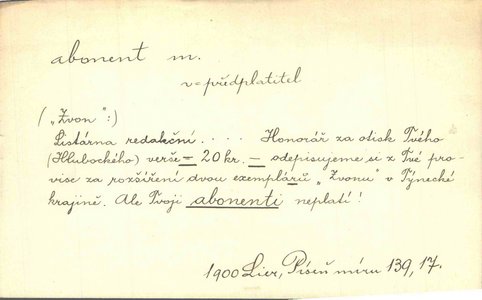 abonent m.
v=předplatitel
(„Zvon":)
Listárna redakční. . . . Honorář za otisk Tvého
(Hlubockého) verše = 20 kr. – odepisujeme si z Tvé pro-
vise za rozšíření dvou exemplárů „Zvonu" v Týnecké
krajině. Ale Tvoji abonenti neplatí!
1900 Lier, Píseň míru 139, 17.